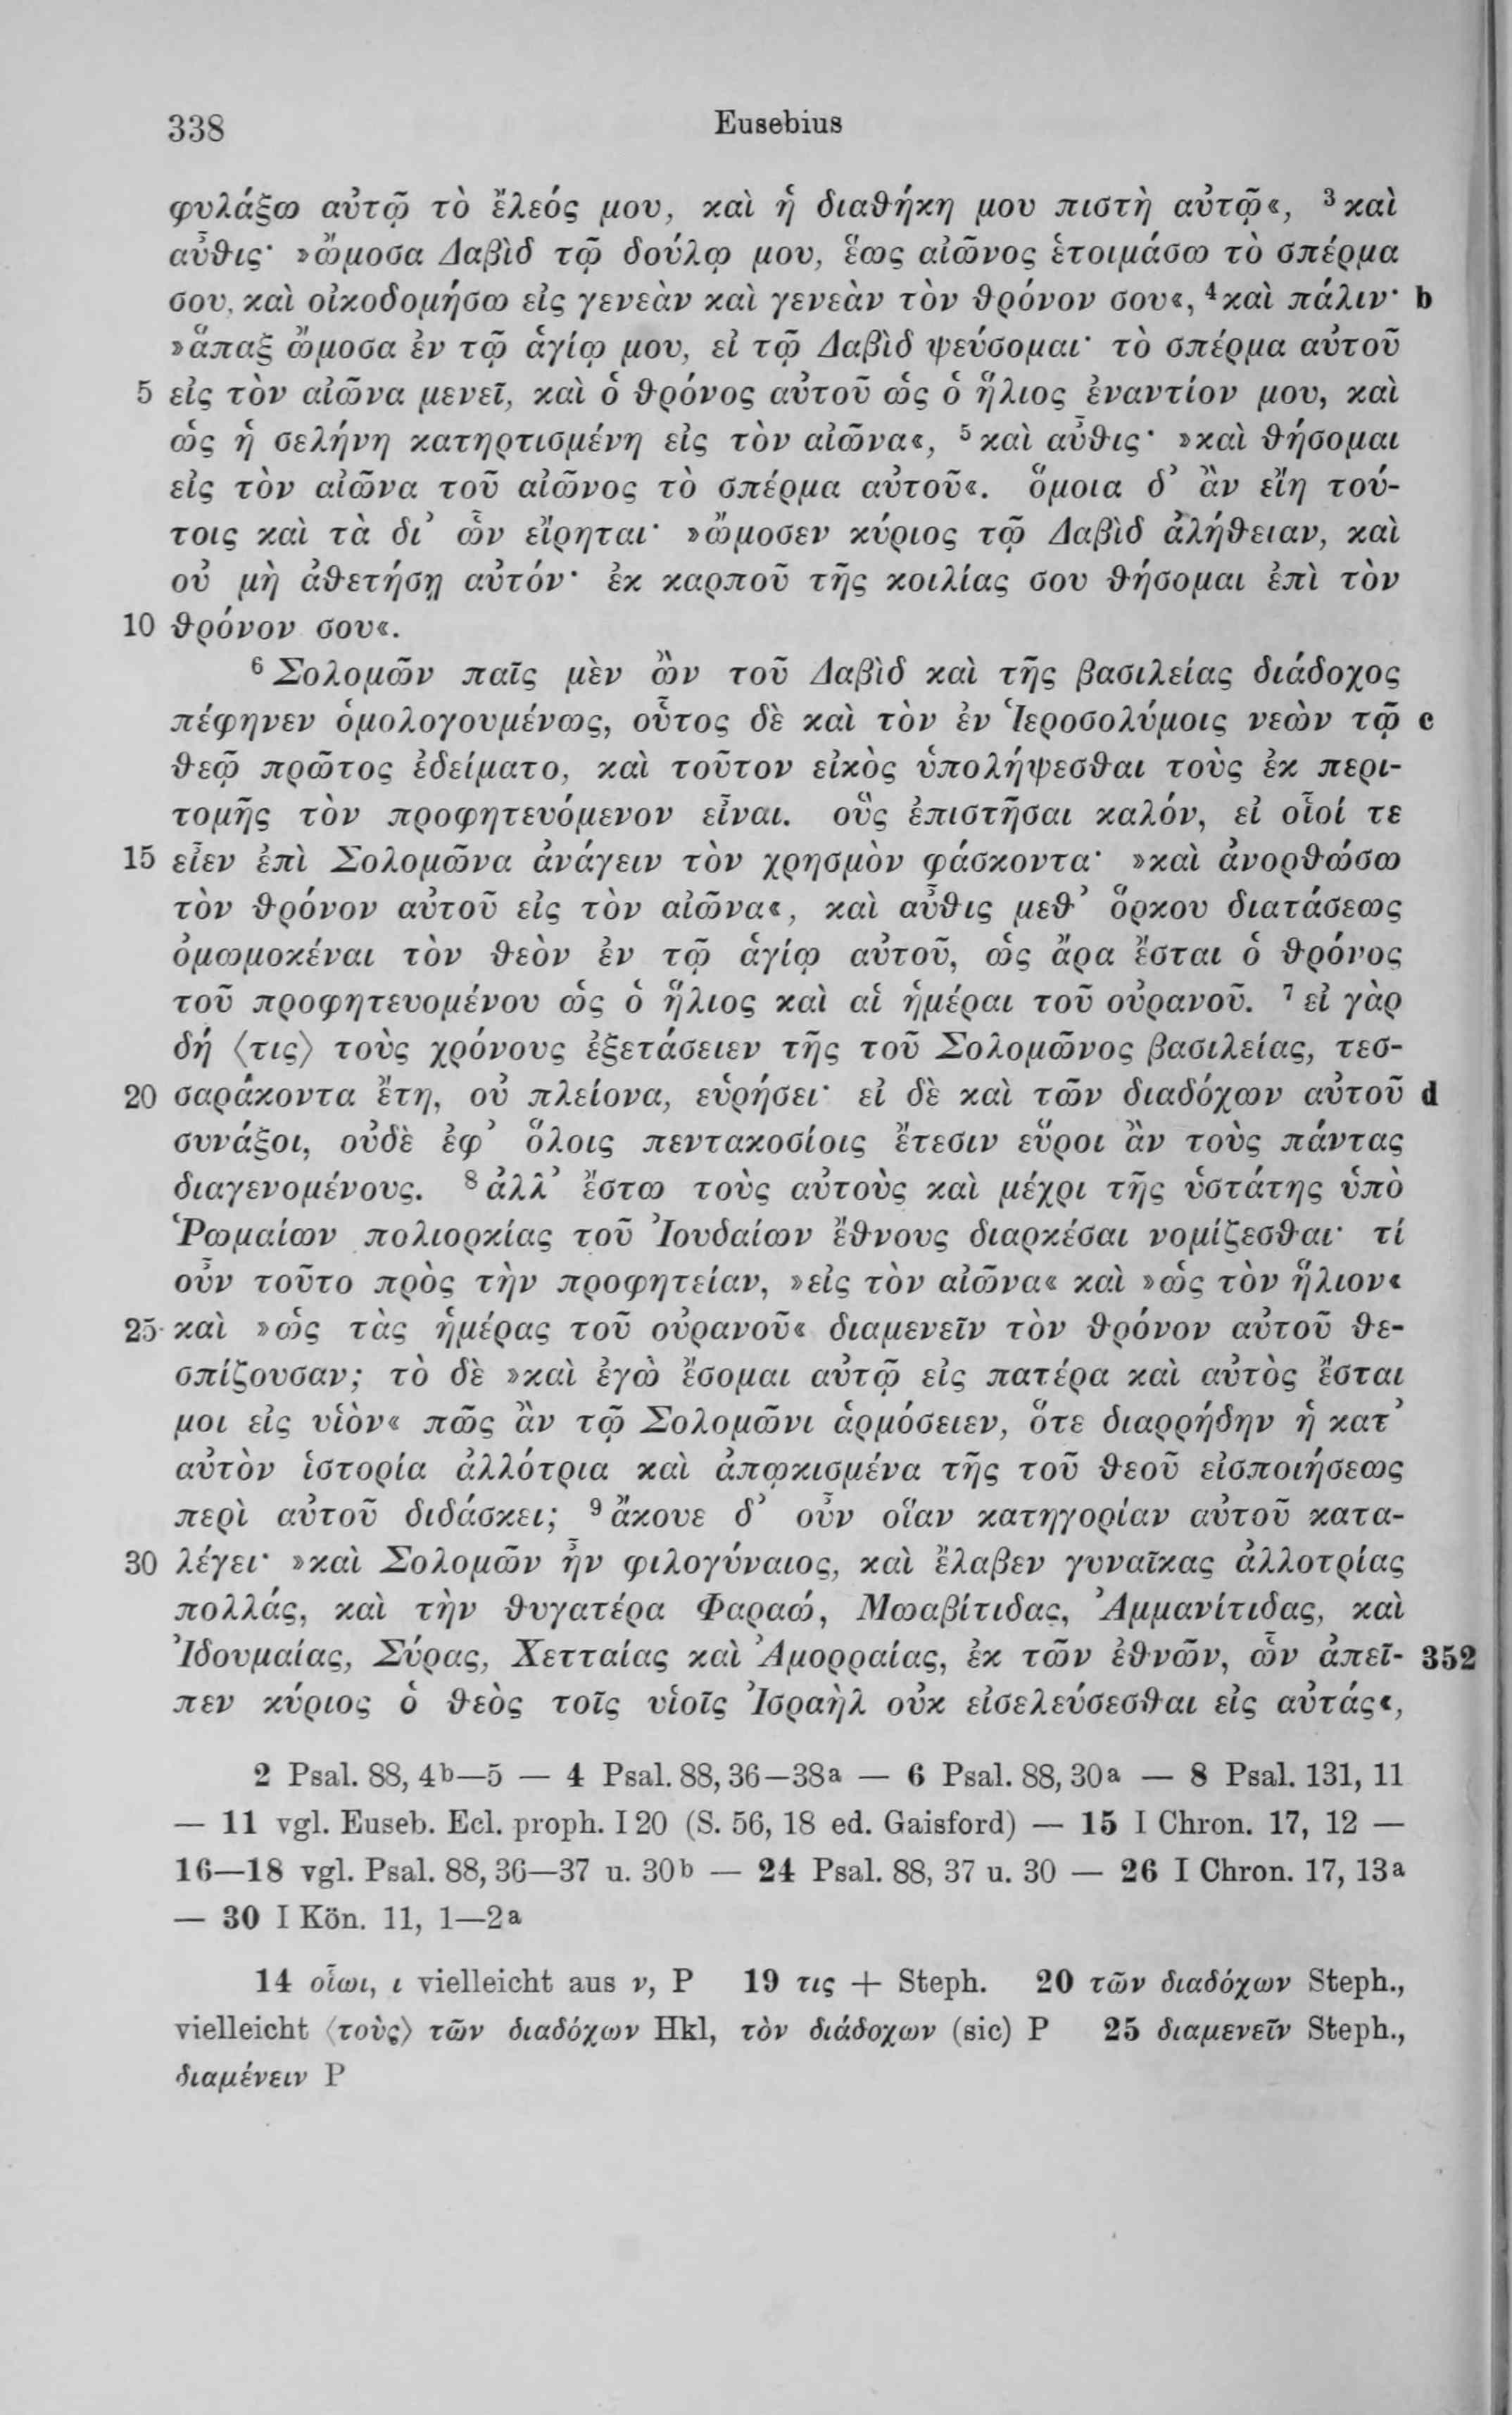 338 Eusebius
φυλάξω αὐτῷ τὸ ἔλεός μου, καὶ ἡ διαθήκη μου πιστὴ αὐτῷ«, ³ καὶ
αὖθις· »ὤμοσα Δαβὶδ τῷ δούλῳ μου, ἕως αἰῶνος ἑτοιμάσω τὸ σπέρμα
σου, καὶ οἰκοδομήσω εἰς γενεὰν καὶ γενεὰν τὸν θρόνον σου«, ⁴ καὶ πάλιν· b
»ἅπαξ ὤμοσα ἐν τῷ ἁγίῳ μου, εἰ τῷ Δαβὶδ ψεύσομαι· τὸ σπέρμα αὐτοῦ
5 εἰς τὸν αἰῶνα μενεῖ, καὶ ὁ θρόνος αὐτοῦ ὡς ὁ ἥλιος ἐναντίον μου, καὶ
ὡς ἡ σελήνη κατηρτισμένη εἰς τὸν αἰῶνα«, ⁵ καὶ αὖθις· »καὶ θήσομαι
εἰς τὸν αἰῶνα τοῦ αἰῶνος τὸ σπέρμα αὐτοῦ«. ὅμοια δ’ ἂν εἴη τού-
τοις καὶ τὰ δι’ ὧν εἴρηται· »ὤμοσεν κύριος τῷ Δαβὶδ ἀλήθειαν, καὶ
οὐ μὴ ἀθετήσῃ αὐτόν· ἐκ καρποῦ τῆς κοιλίας σου θήσομαι ἐπὶ τὸν
10 θρόνον σου«.
⁶ Σολομῶν παῖς μὲν ὢν τοῦ Δαβὶδ καὶ τῆς βασιλείας διάδοχος
πέφηνεν ὁμολογουμένως, οὗτος δὲ καὶ τὸν ἐν Ἱεροσολύμοις νεὼν τῷ c
θεῷ πρῶτος ἐδείματο, καὶ τοῦτον εἰκὸς ὑπολήψεσθαι τοὺς ἐκ περι-
τομῆς τὸν προφητευόμενον εἶναι. οὓς ἐπιστῆσαι καλόν, εἰ οἷοί τε
15 εἶεν ἐπὶ Σολομῶνα ἀνάγειν τὸν χρησμὸν φάσκοντα· »καὶ ἀνορθώσω
τὸν θρόνον αὐτοῦ εἰς τὸν αἰῶνα«, καὶ αὖθις μεθ’ ὅρκου διατάσεως
ὀμωμοκέναι τὸν θεὸν ἐν τῷ ἁγίῳ αὐτοῦ, ὡς ἄρα ἔσται ὁ θρόνος
τοῦ προφητευομένου ὡς ὁ ἥλιος καὶ αἱ ἡμέραι τοῦ οὐρανοῦ. ⁷ εἰ γὰρ
δή ⟨τις⟩ τοὺς χρόνους ἐξετάσειεν τῆς τοῦ Σολομῶνος βασιλείας, τεσ-
20 σαράκοντα ἔτη, οὐ πλείονα, εὑρήσει· εἰ δὲ καὶ τῶν διαδόχων αὐτοῦ d
συνάξοι, οὐδὲ ἐφ’ ὅλοις πεντακοσίοις ἔτεσιν εὕροι ἂν τοὺς πάντας
διαγενομένους. ⁸ ἀλλ’ ἔστω τοὺς αὐτοὺς καὶ μέχρι τῆς ὑστάτης ὑπὸ
Ῥωμαίων πολιορκίας τοῦ Ἰουδαίων ἔθνους διαρκέσαι νομίζεσθαι· τί
οὖν τοῦτο πρὸς τὴν προφητείαν, »εἰς τὸν αἰῶνα« καὶ »ὡς τὸν ἥλιον«
25 καὶ »ὡς τὰς ἡμέρας τοῦ οὐρανοῦ« διαμενεῖν τὸν θρόνον αὐτοῦ θε-
σπίζουσαν; τὸ δὲ »καὶ ἐγὼ ἔσομαι αὐτῷ εἰς πατέρα καὶ αὐτὸς ἔσται
μοι εἰς υἱὸν« πῶς ἂν τῷ Σολομῶνι ἁρμόσειεν, ὅτε διαρρήδην ἡ κατ’
αὐτὸν ἱστορία ἀλλότρια καὶ ἀπῳκισμένα τῆς τοῦ θεοῦ εἰσποιήσεως
περὶ αὐτοῦ διδάσκει; ⁹ ἄκουε δ’ οὖν οἵαν κατηγορίαν αὐτοῦ κατα-
30 λέγει· »καὶ Σολομῶν ἦν φιλογύναιος, καὶ ἔλαβεν γυναῖκας ἀλλοτρίας
πολλάς, καὶ τὴν θυγατέρα Φαραώ, Μωαβίτιδας, Ἀμμανίτιδας, καὶ
Ἰδουμαίας, Σύρας, Χετταίας καὶ Ἀμορραίας, ἐκ τῶν ἐθνῶν, ὧν ἀπεῖ- 352
πεν κύριος ὁ θεὸς τοῖς υἱοῖς Ἰσραὴλ οὐκ εἰσελεύσεσθαι εἰς αὐτάς«,
2 Psal. 88, 4b—5 — 4 Psal. 88, 36—38a — 6 Psal. 88, 30a — 8 Psal. 131, 11
— 11 vgl. Euseb. Ecl. proph. I 20 (S. 56, 18 ed. Gaisford) — 15 I Chron. 17, 12 —
16—18 vgl. Psal. 88, 36—37 u. 30b — 24 Psal. 88, 37 u. 30 — 26 I Chron. 17, 13a
— 30 I Kön. 11, 1—2a
14 οἷωι, ι vielleicht aus ν, P 19 τις + Steph. 20 τῶν διαδόχων Steph.,
vielleicht ⟨τοὺς⟩ τῶν διαδόχων Hkl, τὸν διάδοχων (sic) P 25 διαμενεῖν Steph.,
διαμένειν P